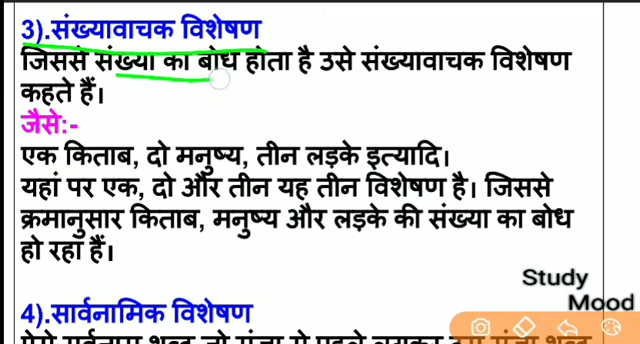 3).संख्यावाचक विशेषण
जिससे संख्या का बोध होता है उसे संख्यावाचक विशेषण
कहते हैं।
जैसे:-
एक किताब, दो मनुष्य, तीन लड़के इत्यादि।
यहां पर एक, दो और तीन यह तीन विशेषण है। जिससे
क्रमानुसार किताब, मनुष्य और लड़के की संख्या का बोध
हो रहा हैं।
Study
Mood
4).सार्वनामिक विशेषण